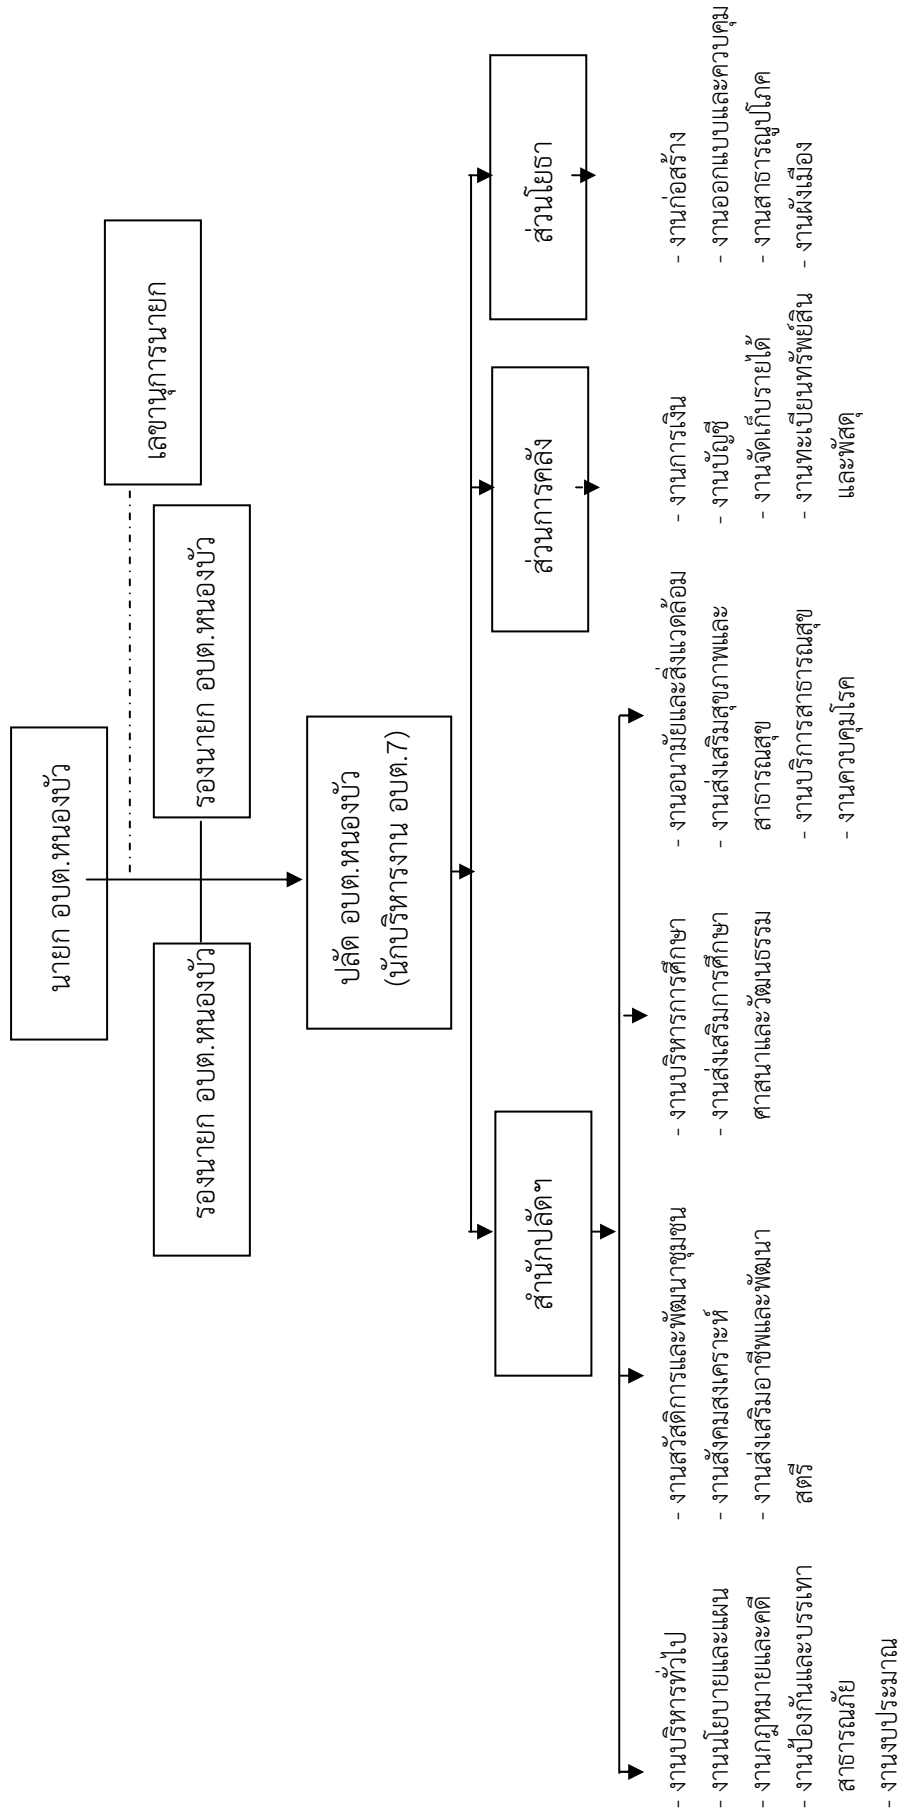 นายก อบต.หนองบัว
เลขานุการนายก
รองนายก อบต.หนองบัว
รองนายก อบต.หนองบัว
ปลัด อบต.หนองบัว
(นักบริหารงาน อบต.7)
สำนักปลัดฯ
ส่วนการคลัง
ส่วนโยธา
- งานบริหารทั่วไป
- งานนโยบายและแผน
- งานกฎหมายและคดี
- งานป้องกันและบรรเทา
สาธารณภัย
- งานงบประมาณ
- งานสวัสดิการและพัฒนาชุมชน
- งานสังคมสงเคราะห์
- งานส่งเสริมอาชีพและพัฒนา
สตรี
- งานบริหารการศึกษา
- งานส่งเสริมการศึกษา
ศาสนาและวัฒนธรรม
- งานอนามัยและสิ่งแวดล้อม
- งานส่งเสริมสุขภาพและ
สาธารณสุข
- งานบริการสาธารณสุข
- งานควบคุมโรค
- งานการเงิน
- งานบัญชี
- งานจัดเก็บรายได้
- งานทะเบียนทรัพย์สิน
และพัสดุ
- งานก่อสร้าง
- งานออกแบบและควบคุม
- งานสาธารณูปโภค
- งานผังเมือง